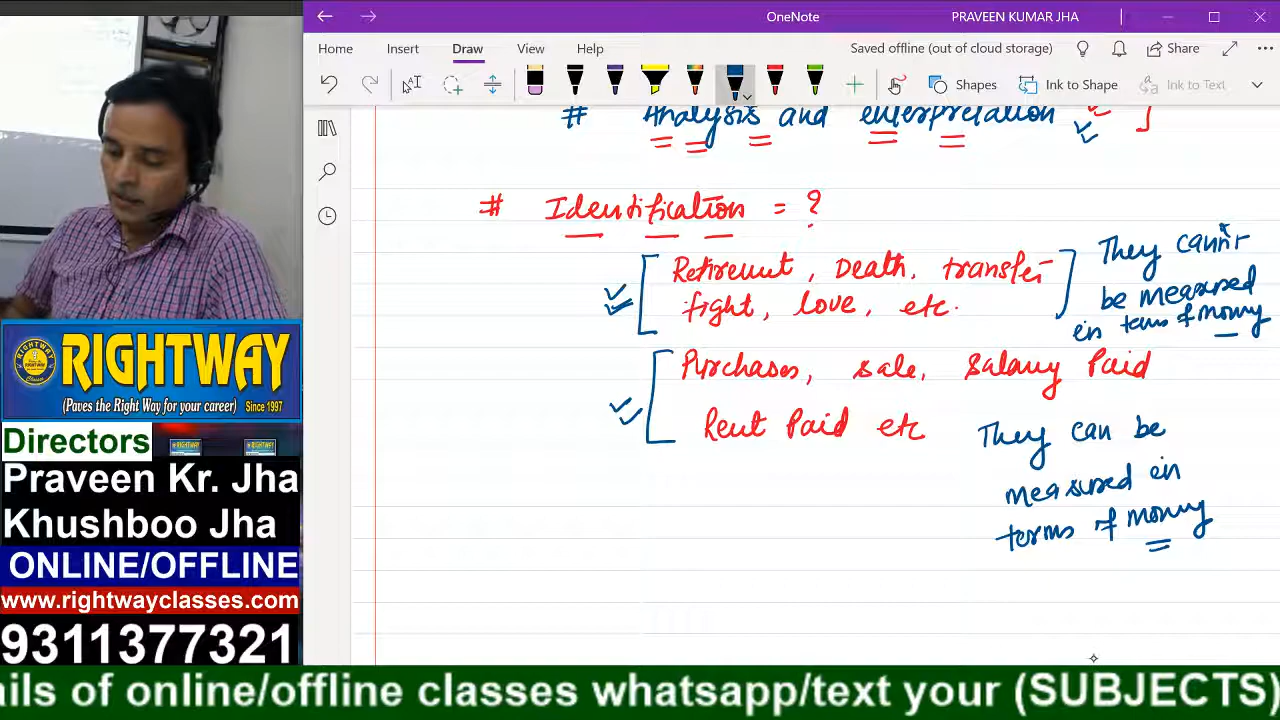 OneNote
PRAVEEN KUMAR JHA
Home Insert Draw View Help
Saved offline (out of cloud storage)
Share
Shapes
Ink to Shape
Ink to Text
# Analysis and interpretation
# Identification = ?
Retirement, Death, transfer
fight, love, etc.
They cannot
be measured
in terms of money
Purchases, sale, salary Paid
Rent Paid etc
They can be
measured in
terms of money
RIGHTWAY
Classes
(Paves the Right Way for your career) Since 1997
Directors
Praveen Kr. Jha
Khushboo Jha
ONLINE/OFFLINE
www.rightwayclasses.com
9311377321
ails of online/offline classes whatsapp/text your (SUBJECTS)